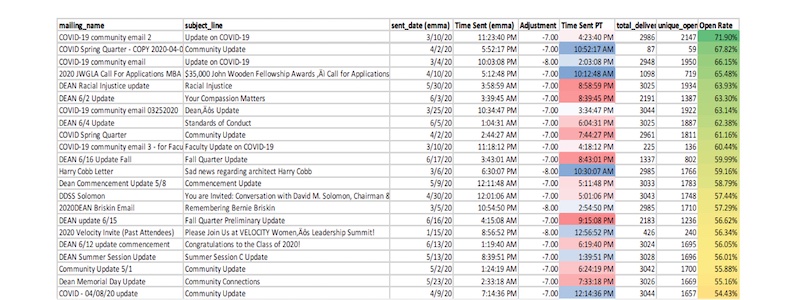 mailing_name subject_line sent_date (emma) Time Sent (emma) Adjustment Time Sent PT total_deliver unique_open Open Rate
COVID-19 community email 2 Update on COVID-19 3/10/20 11:23:40 PM -7.00 4:23:40 PM 2986 2147 71.90%
COVID Spring Quarter - COPY 2020-04-0 Community Update 4/2/20 5:52:17 PM -7.00 10:52:17 AM 87 59 67.82%
COVID-19 community email Update on COVID-19 3/4/20 10:03:08 PM -8.00 2:03:08 PM 2948 1950 66.15%
2020 JWGLA Call For Applications MBA $35,000 John Wooden Fellowship Awards ‚Äì Call for Applications 4/10/20 5:12:48 PM -7.00 10:12:48 AM 1098 719 65.48%
DEAN Racial Injustice update Racial Injustice 5/30/20 3:58:59 AM -7.00 8:58:59 PM 3025 1934 63.93%
DEAN 6/2 Update Your Compassion Matters 6/3/20 3:39:45 AM -7.00 8:39:45 PM 2191 1387 63.30%
COVID-19 community email 03252020 Dean‚Äôs Update 3/25/20 10:34:47 PM -7.00 3:34:47 PM 3044 1922 63.14%
DEAN 6/4 Update Standards of Conduct 6/5/20 1:04:31 AM -7.00 6:04:31 PM 3025 1887 62.38%
COVID Spring Quarter Community Update 4/2/20 2:44:27 AM -7.00 7:44:27 PM 2961 1811 61.16%
COVID-19 community email 3 - for Facu Faculty Update on COVID-19 3/10/20 11:18:12 PM -7.00 4:18:12 PM 225 136 60.44%
DEAN 6/16 Update Fall Fall Quarter Update 6/17/20 3:43:01 AM -7.00 8:43:01 PM 1337 802 59.99%
Harry Cobb Letter Sad news regarding architect Harry Cobb 3/6/20 6:30:07 PM -8.00 10:30:07 AM 2985 1766 59.16%
Dean Commencement Update 5/8 Commencement Update 5/9/20 12:11:48 AM -7.00 5:11:48 PM 3033 1783 58.79%
DDSS Solomon You are Invited: Conversation with David M. Solomon, Chairman & 4/30/20 12:01:06 AM -7.00 5:01:06 PM 3043 1748 57.44%
2020DEAN Briskin Email Remembering Bernie Briskin 3/5/20 10:54:50 PM -8.00 2:54:50 PM 2985 1710 57.29%
DEAN update 6/15 Fall Quarter Preliminary Update 6/16/20 4:15:08 AM -7.00 9:15:08 PM 2183 1236 56.62%
2020 Velocity Invite (Past Attendees) Please Join Us at VELOCITY Women‚Äôs Leadership Summit! 1/15/20 8:56:52 PM -8.00 12:56:52 PM 426 240 56.34%
DEAN 6/12 update commencement Congratulations to the Class of 2020! 6/13/20 1:19:40 AM -7.00 6:19:40 PM 3024 1695 56.05%
DEAN Summer Session update Summer Session C Update 5/13/20 8:39:51 PM -7.00 1:39:51 PM 3028 1696 56.01%
Community Update 5/1 Community Update 5/2/20 1:24:19 AM -7.00 6:24:19 PM 3042 1700 55.88%
Dean Memorial Day Update Community Connections 5/23/20 2:33:18 AM -7.00 7:33:18 PM 3026 1669 55.16%
COVID - 04/08/20 update Community Update 4/9/20 7:14:36 PM -7.00 12:14:36 PM 3044 1657 54.43%